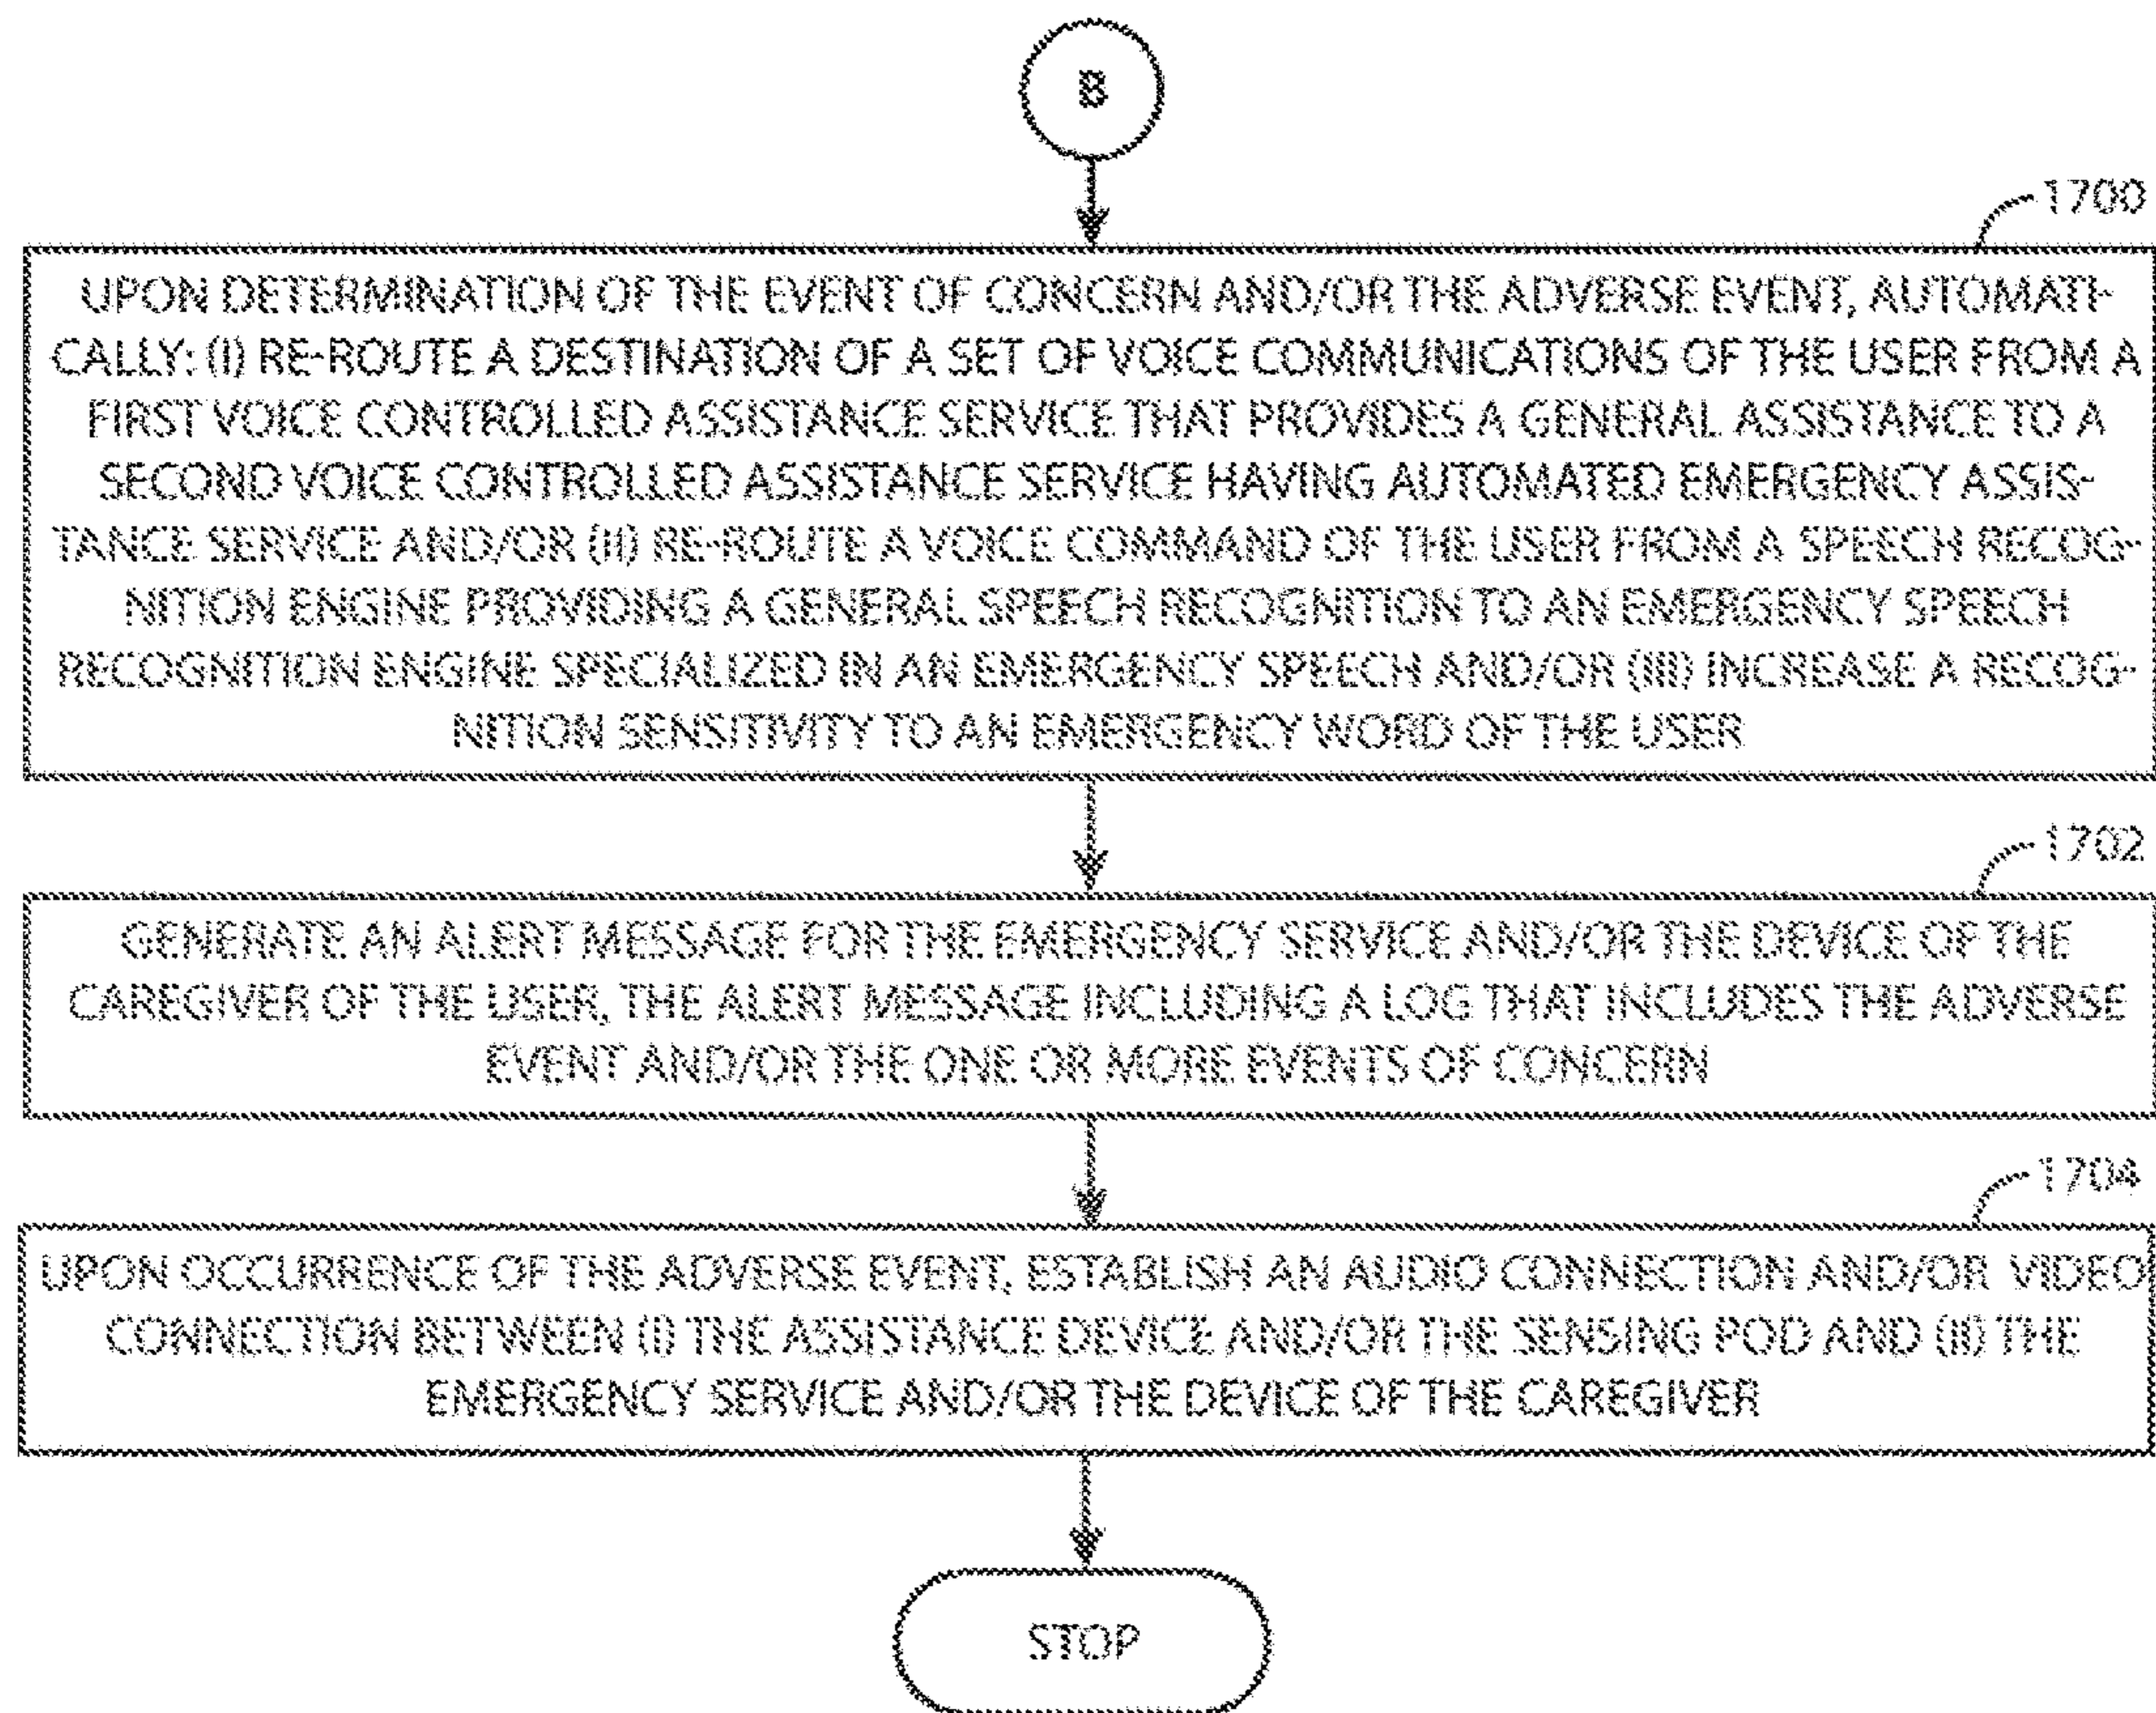 B
1700
UPON DETERMINATION OF THE EVENT OF CONCERN AND/OR THE ADVERSE EVENT, AUTOMATI-
CALLY: (I) RE-ROUTE A DESTINATION OF A SET OF VOICE COMMUNICATIONS OF THE USER FROM A
FIRST VOICE CONTROLLED ASSISTANCE SERVICE THAT PROVIDES A GENERAL ASSISTANCE TO A
SECOND VOICE CONTROLLED ASSISTANCE SERVICE HAVING AUTOMATED EMERGENCY ASSIS-
TANCE SERVICE AND/OR (II) RE-ROUTE A VOICE COMMAND OF THE USER FROM A SPEECH RECOG-
NITION ENGINE PROVIDING A GENERAL SPEECH RECOGNITION TO AN EMERGENCY SPEECH
RECOGNITION ENGINE SPECIALIZED IN AN EMERGENCY SPEECH AND/OR (III) INCREASE A RECOG-
NITION SENSITIVITY TO AN EMERGENCY WORD OF THE USER
1702
GENERATE AN ALERT MESSAGE FOR THE EMERGENCY SERVICE AND/OR THE DEVICE OF THE
CAREGIVER OF THE USER, THE ALERT MESSAGE INCLUDING A LOG THAT INCLUDES THE ADVERSE
EVENT AND/OR THE ONE OR MORE EVENTS OF CONCERN
1704
UPON OCCURRENCE OF THE ADVERSE EVENT, ESTABLISH AN AUDIO CONNECTION AND/OR VIDEO
CONNECTION BETWEEN (I) THE ASSISTANCE DEVICE AND/OR THE SENSING POD AND (II) THE
EMERGENCY SERVICE AND/OR THE DEVICE OF THE CAREGIVER
STOP